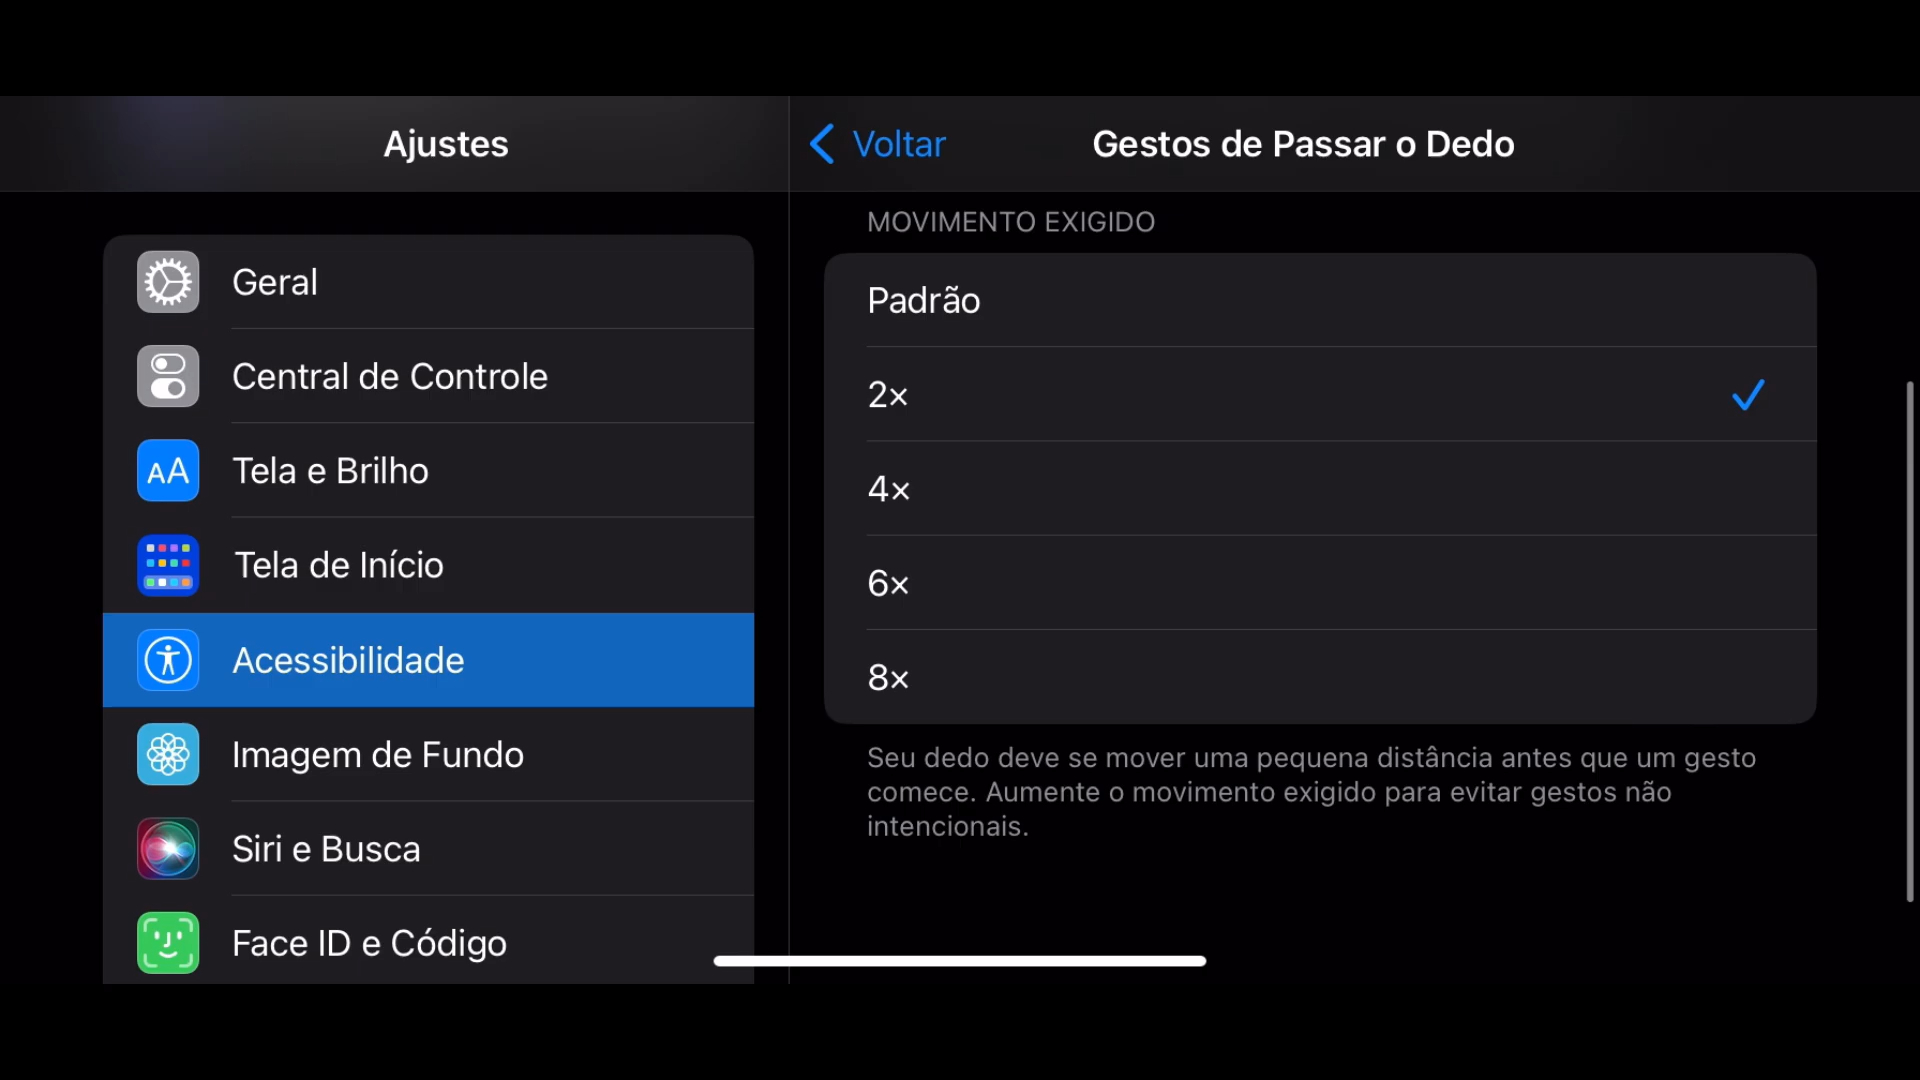 Ajustes
Geral
Central de Controle
AA
Tela e Brilho
Tela de Início
Acessibilidade
Imagem de Fundo
Siri e Busca
Face ID e Código
Voltar
Gestos de Passar o Dedo
MOVIMENTO EXIGIDO
Padrão
2×
4×
6×
8×
Seu dedo deve se mover uma pequena distância antes que um gesto
comece. Aumente o movimento exigido para evitar gestos não
intencionais.